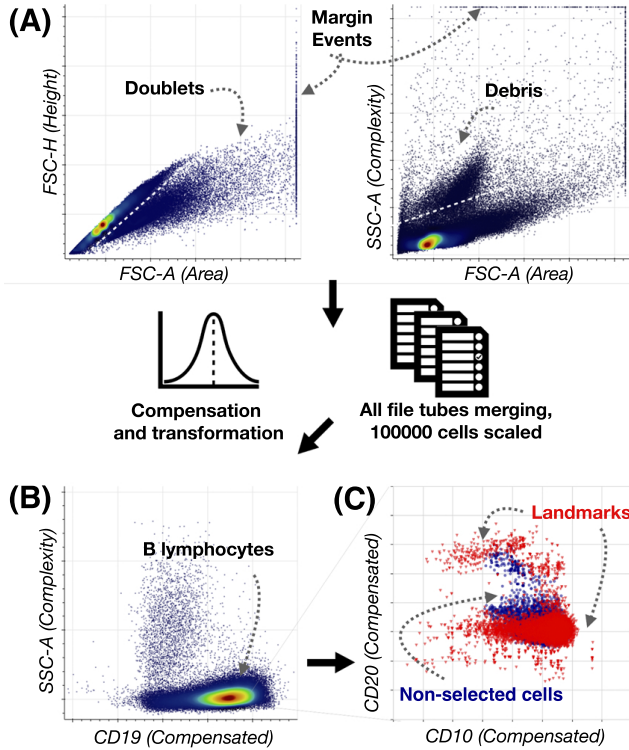 (A)
Margin
Events
Doublets
FSC-H (Height)
FSC-A (Area)
Debris
SSC-A (Complexity)
FSC-A (Area)
Compensation
and transformation
All file tubes merging,
100000 cells scaled
(B)
B lymphocytes
SSC-A (Complexity)
CD19 (Compensated)
(C)
Landmarks
CD20 (Compensated)
Non-selected cells
CD10 (Compensated)